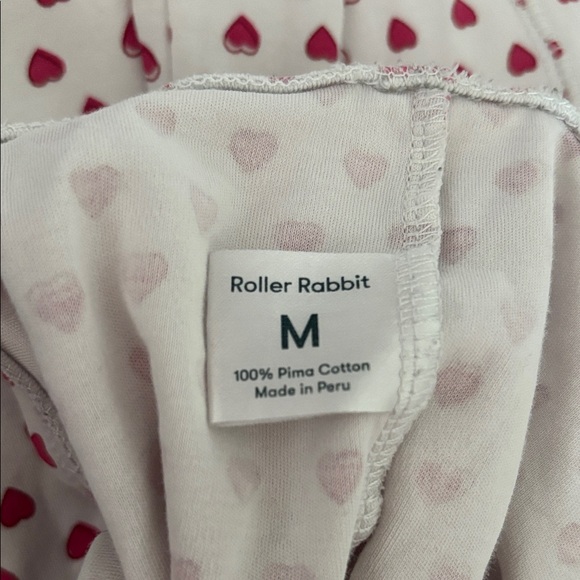 Roller Rabbit
M
100% Pima Cotton
Made in Peru